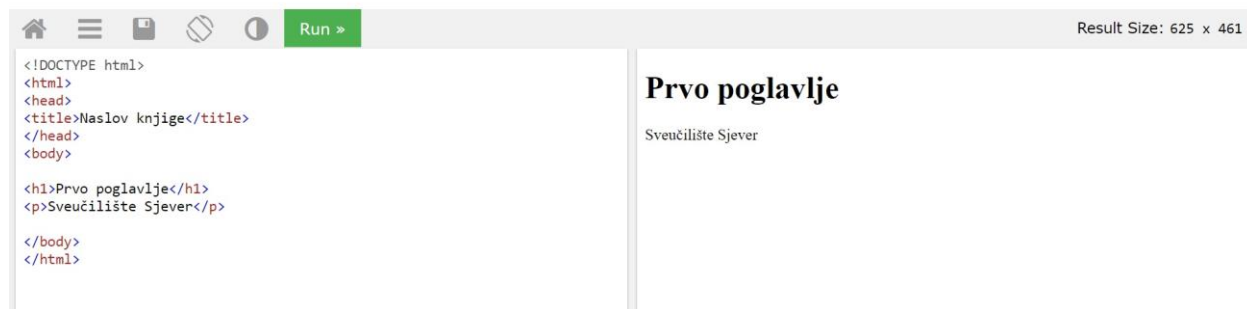 Run »
Result Size: 625 x 461
<!DOCTYPE html>
<html>
<head>
<title>Naslov knjige</title>
</head>
<body>
<h1>Prvo poglavlje</h1>
<p>Sveučilište Sjever</p>
</body>
</html>
Prvo poglavlje
Sveučilište Sjever